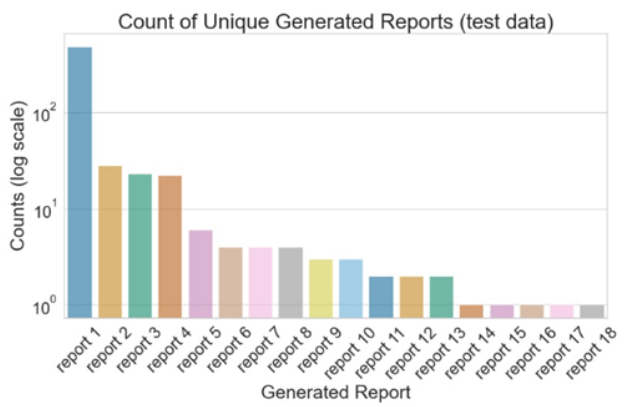 Count of Unique Generated Reports (test data)
Counts (log scale)
10²
10¹
10⁰
report 1
report 2
report 3
report 4
report 5
report 6
report 7
report 8
report 9
report 10
report 11
report 12
report 13
report 14
report 15
report 16
report 17
report 18
Generated Report